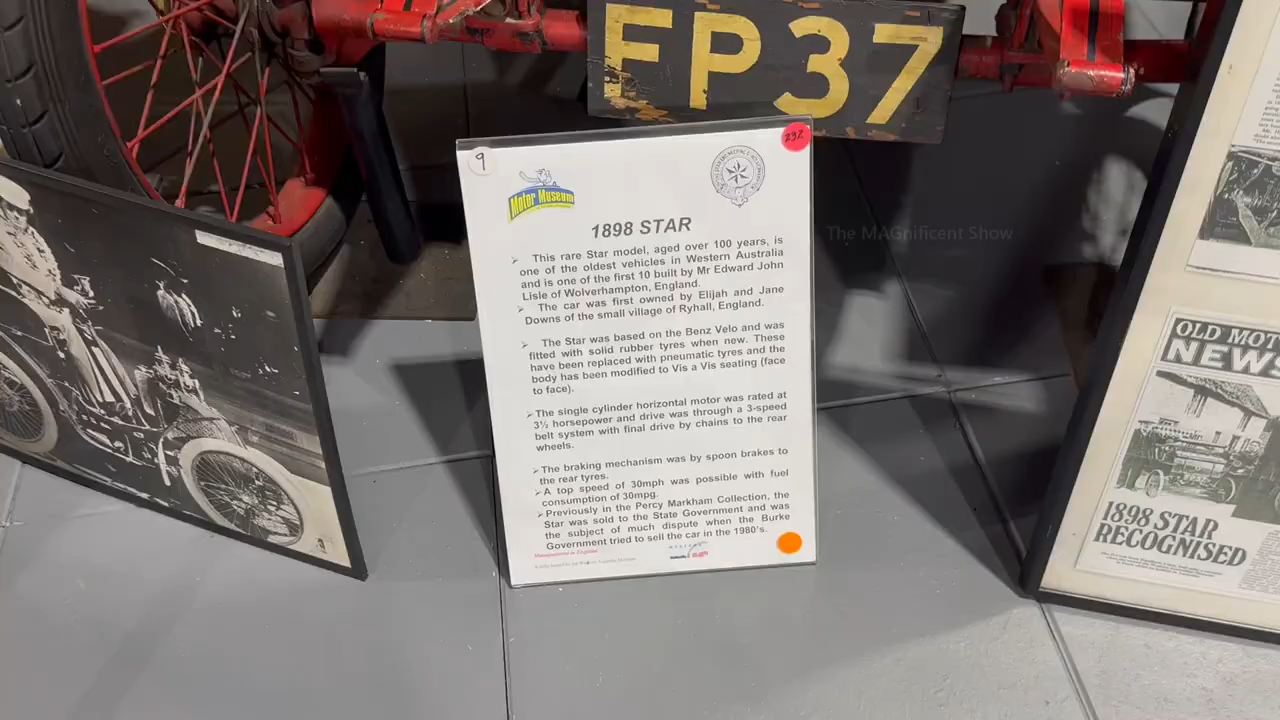 FP37
9
232
Motor Museum
1898 STAR
➢ This rare Star model, aged over 100 years, is
one of the oldest vehicles in Western Australia
and is one of the first 10 built by Mr Edward John
Lisle of Wolverhampton, England.
➢ The car was first owned by Elijah and Jane
Downs of the small village of Ryhall, England.
➢ The Star was based on the Benz Velo and was
fitted with solid rubber tyres when new. These
have been replaced with pneumatic tyres and the
body has been modified to Vis a Vis seating (face
to face).
➢ The single cylinder horizontal motor was rated at
3½ horsepower and drive was through a 3-speed
belt system with final drive by chains to the rear
wheels.
➢ The braking mechanism was by spoon brakes to
the rear tyres.
➢ A top speed of 30mph was possible with fuel
consumption of 30mpg.
➢ Previously in the Percy Markham Collection, the
Star was sold to the State Government and was
the subject of much dispute when the Burke
Government tried to sell the car in the 1980's.
Manufactured in England
The MAGnificent Show
OLD MOT
NEWS
1898 STAR
RECOGNISED